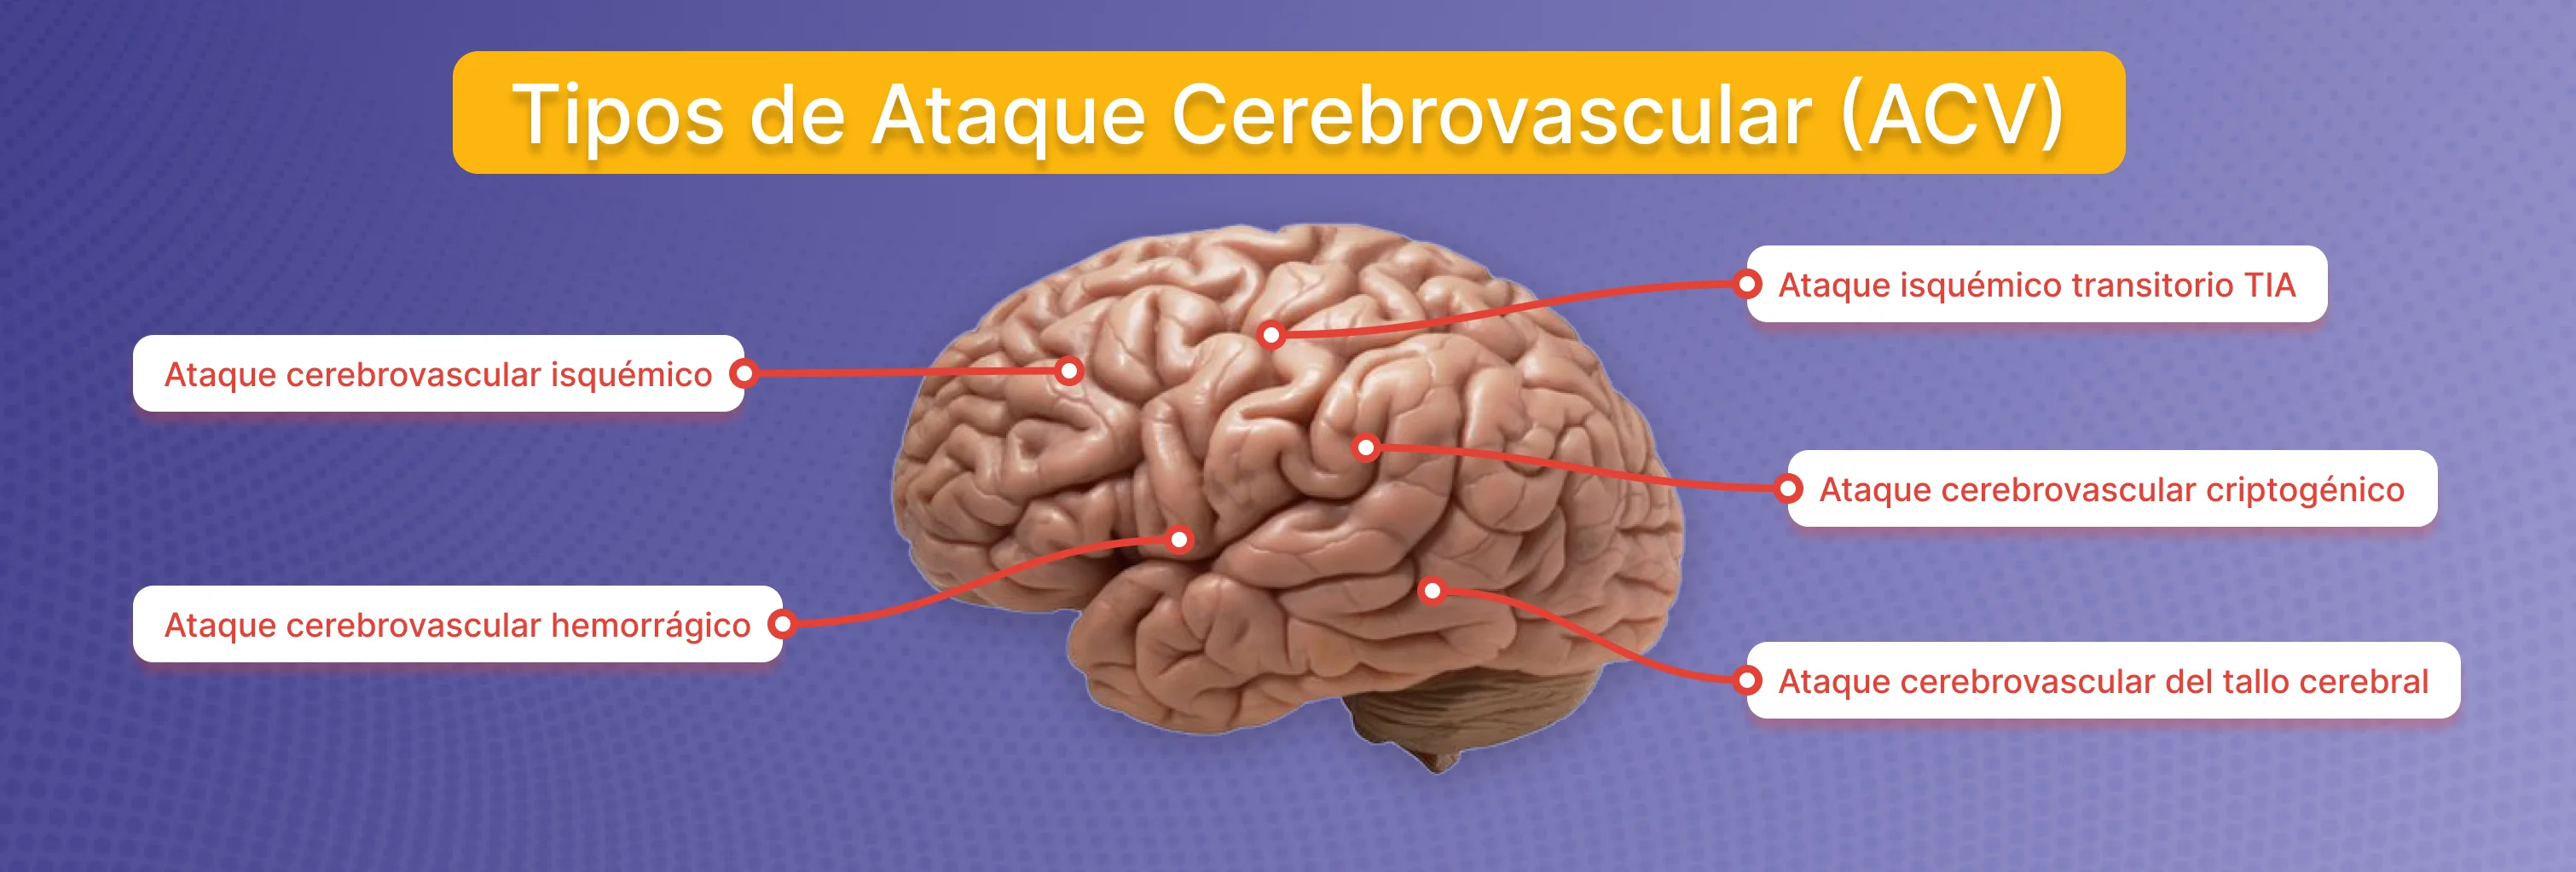 Tipos de Ataque Cerebrovascular (ACV)
Ataque cerebrovascular isquémico
Ataque cerebrovascular hemorrágico
Ataque isquémico transitorio TIA
Ataque cerebrovascular criptogénico
Ataque cerebrovascular del tallo cerebral